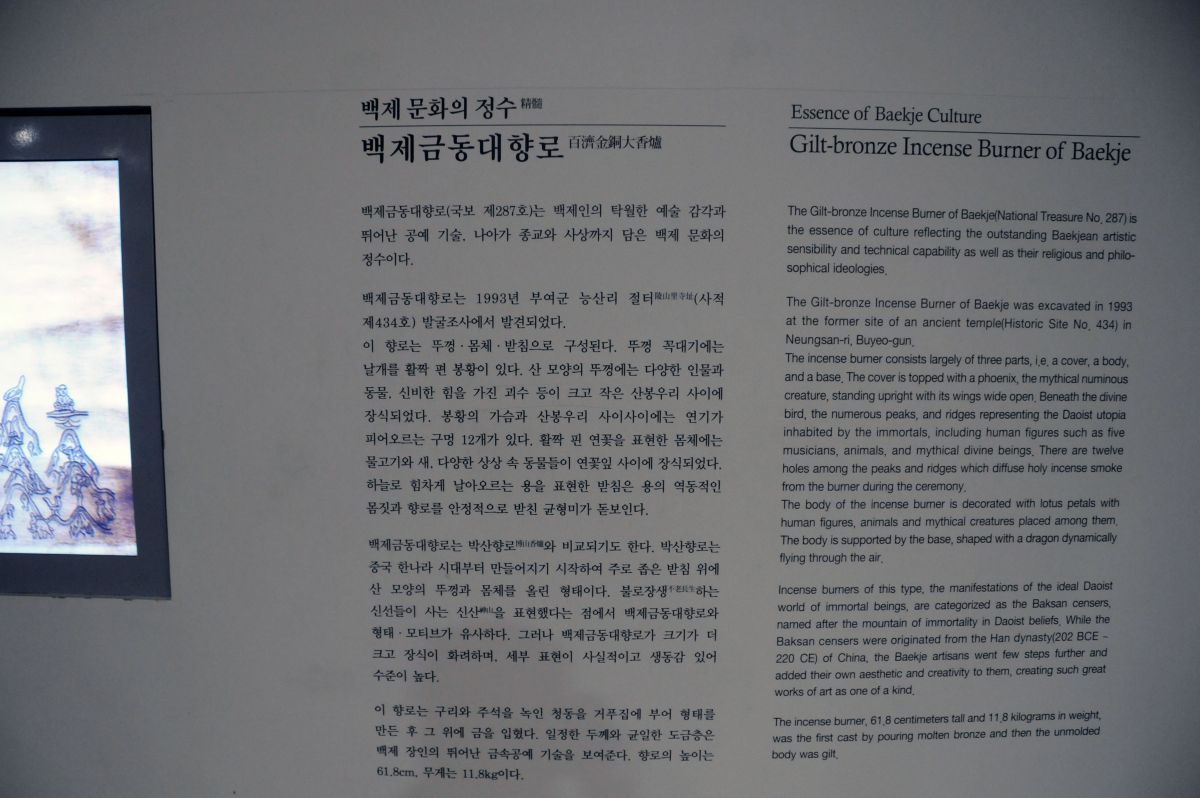 백제 문화의 정수 精髓
백제금동대향로 百濟金銅大香爐
백제금동대향로(국보 제287호)는 백제인의 탁월한 예술 감각과
뛰어난 공예 기술, 나아가 종교와 사상까지 담은 백제 문화의
정수이다.
백제금동대향로는 1993년 부여군 능산리 절터陵山里寺址(사적
제434호) 발굴조사에서 발견되었다.
이 향로는 뚜껑·몸체·받침으로 구성된다. 뚜껑 꼭대기에는
날개를 활짝 편 봉황이 있다. 산 모양의 뚜껑에는 다양한 인물과
동물, 신비한 힘을 가진 괴수 등이 크고 작은 산봉우리 사이에
장식되었다. 봉황의 가슴과 산봉우리 사이사이에는 연기가
피어오르는 구멍 12개가 있다. 활짝 핀 연꽃을 표현한 몸체에는
물고기와 새, 다양한 상상 속 동물들이 연꽃잎 사이에 장식되었다.
하늘로 힘차게 날아오르는 용을 표현한 받침은 용의 역동적인
몸짓과 향로를 안정적으로 받친 균형미가 돋보인다.
백제금동대향로는 박산향로博山香爐와 비교되기도 한다. 박산향로는
중국 한나라 시대부터 만들어지기 시작하여 주로 좁은 받침 위에
산 모양의 뚜껑과 몸체를 올린 형태이다. 불로장생不老長生하는
신선들이 사는 신산神山을 표현했다는 점에서 백제금동대향로와
형태·모티브가 유사하다. 그러나 백제금동대향로가 크기가 더
크고 장식이 화려하며, 세부 표현이 사실적이고 생동감 있어
수준이 높다.
이 향로는 구리와 주석을 녹인 청동을 거푸집에 부어 형태를
만든 후 그 위에 금을 입혔다. 일정한 두께와 균일한 도금층은
백제 장인의 뛰어난 금속공예 기술을 보여준다. 향로의 높이는
61.8cm, 무게는 11.8kg이다.
Essence of Baekje Culture
Gilt-bronze Incense Burner of Baekje
The Gilt-bronze Incense Burner of Baekje(National Treasure No. 287) is
the essence of culture reflecting the outstanding Baekjean artistic
sensibility and technical capability as well as their religious and philo-
sophical ideologies.
The Gilt-bronze Incense Burner of Baekje was excavated in 1993
at the former site of an ancient temple(Historic Site No. 434) in
Neungsan-ri, Buyeo-gun.
The incense burner consists largely of three parts, i.e. a cover, a body,
and a base. The cover is topped with a phoenix, the mythical numinous
creature, standing upright with its wings wide open. Beneath the divine
bird, the numerous peaks, and ridges representing the Daoist utopia
inhabited by the immortals, including human figures such as five
musicians, animals, and mythical divine beings. There are twelve
holes among the peaks and ridges which diffuse holy incense smoke
from the burner during the ceremony.
The body of the incense burner is decorated with lotus petals with
human figures, animals and mythical creatures placed among them.
The body is supported by the base, shaped with a dragon dynamically
flying through the air.
Incense burners of this type, the manifestations of the ideal Daoist
world of immortal beings, are categorized as the Baksan censers,
named after the mountain of immortality in Daoist beliefs. While the
Baksan censers were originated from the Han dynasty(202 BCE ~
220 CE) of China, the Baekje artisans went few steps further and
added their own aesthetic and creativity to them, creating such great
works of art as one of a kind.
The incense burner, 61.8 centimeters tall and 11.8 kilograms in weight,
was the first cast by pouring molten bronze and then the unmolded
body was gilt.